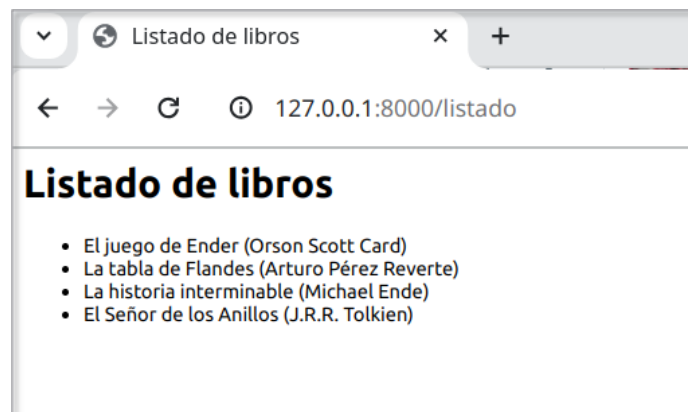 Listado de libros
127.0.0.1:8000/listado
Listado de libros
El juego de Ender (Orson Scott Card)
La tabla de Flandes (Arturo Pérez Reverte)
La historia interminable (Michael Ende)
El Señor de los Anillos (J.R.R. Tolkien)